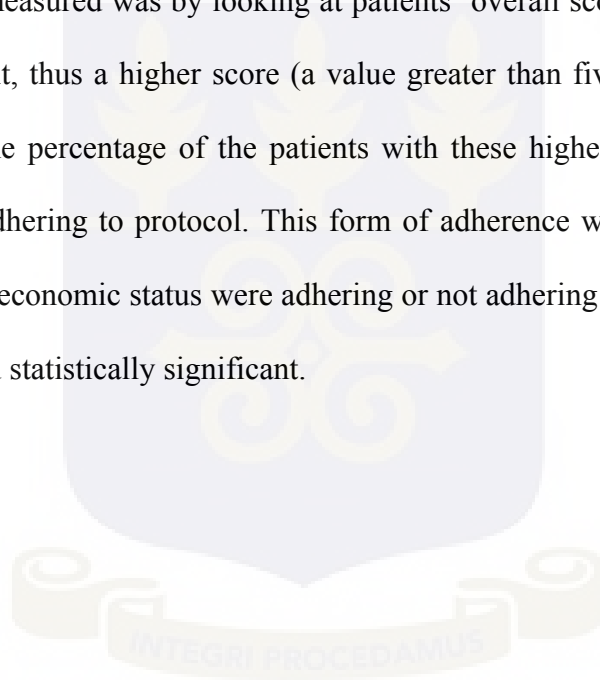 measured was by looking at patients' overall sco
t, thus a higher score (a value greater than fiv
e percentage of the patients with these highe
dhering to protocol. This form of adherence w
economic status were adhering or not adhering
statistically significant.
INTEGRI PROCEDAMUS